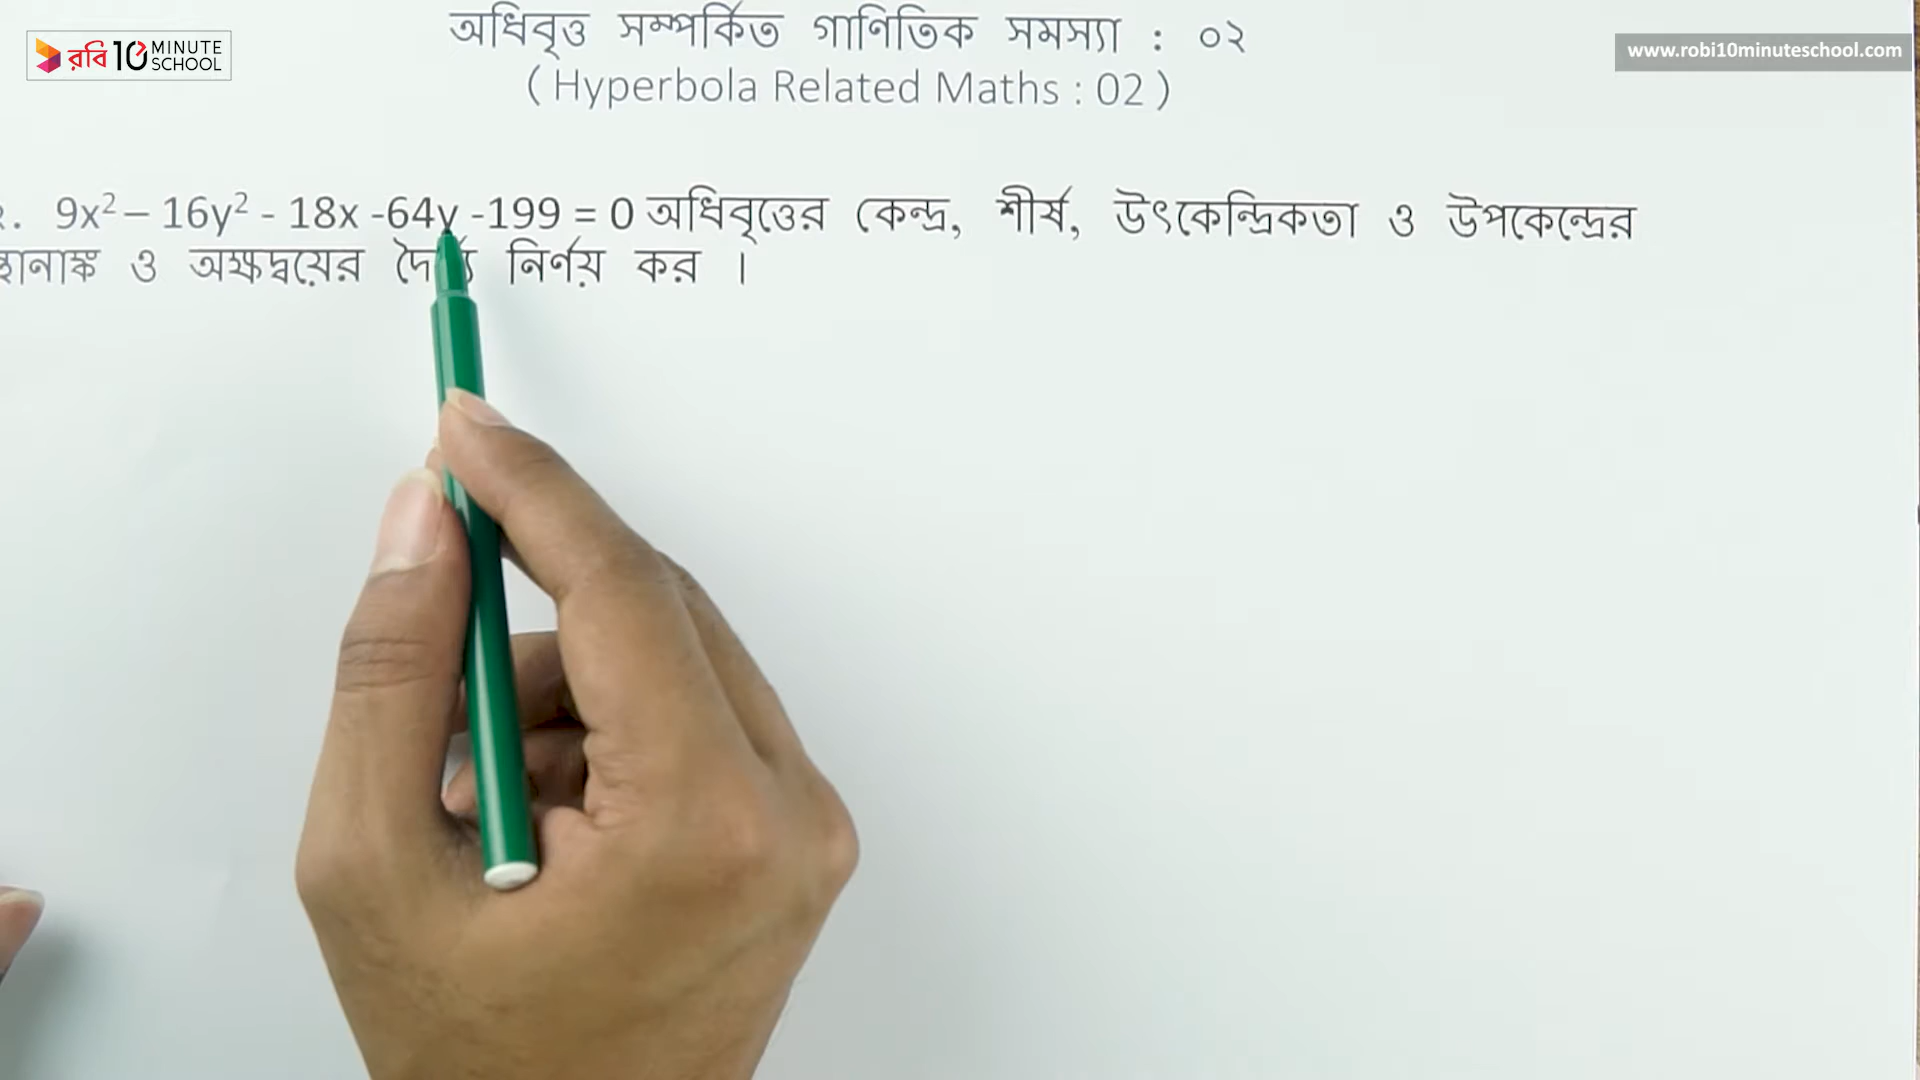 রবি 10 MINUTE SCHOOL
www.robi10minuteschool.com
অধিবৃত্ত সম্পর্কিত গাণিতিক সমস্যা : ০২
( Hyperbola Related Maths : 02 )
9x² – 16y² - 18x -64y -199 = 0 অধিবৃত্তের কেন্দ্র, শীর্ষ, উৎকেন্দ্রিকতা ও উপকেন্দ্রের
স্থানাঙ্ক ও অক্ষদ্বয়ের দৈর্ঘ্য নির্ণয় কর ।